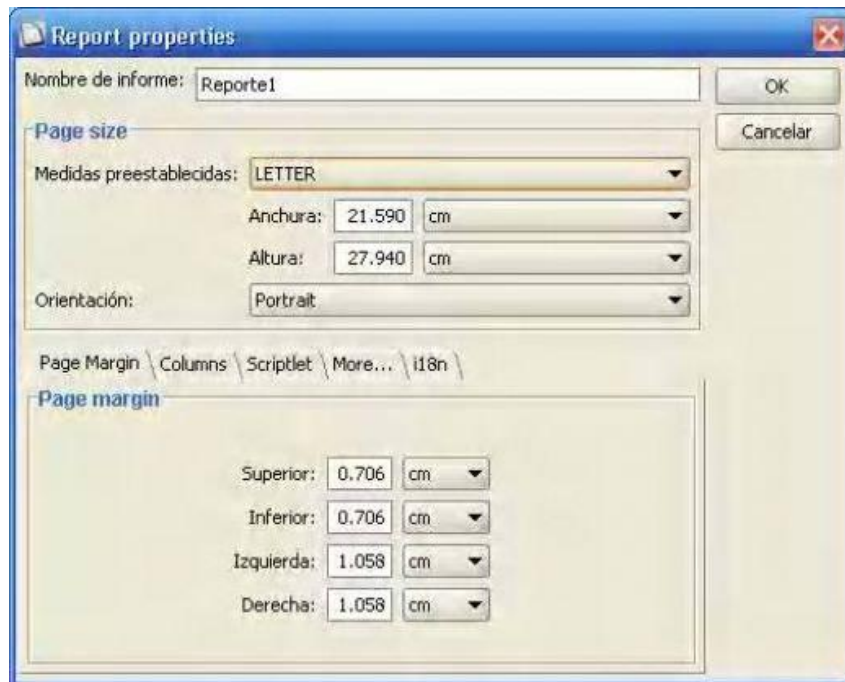 Report properties
Nombre de informe: Reporte1
OK
Cancelar
Page size
Medidas preestablecidas: LETTER
Anchura: 21.590 cm
Altura: 27.940 cm
Orientación: Portrait
Page Margin Columns Scriptlet More... i18n
Page margin
Superior: 0.706 cm
Inferior: 0.706 cm
Izquierda: 1.058 cm
Derecha: 1.058 cm